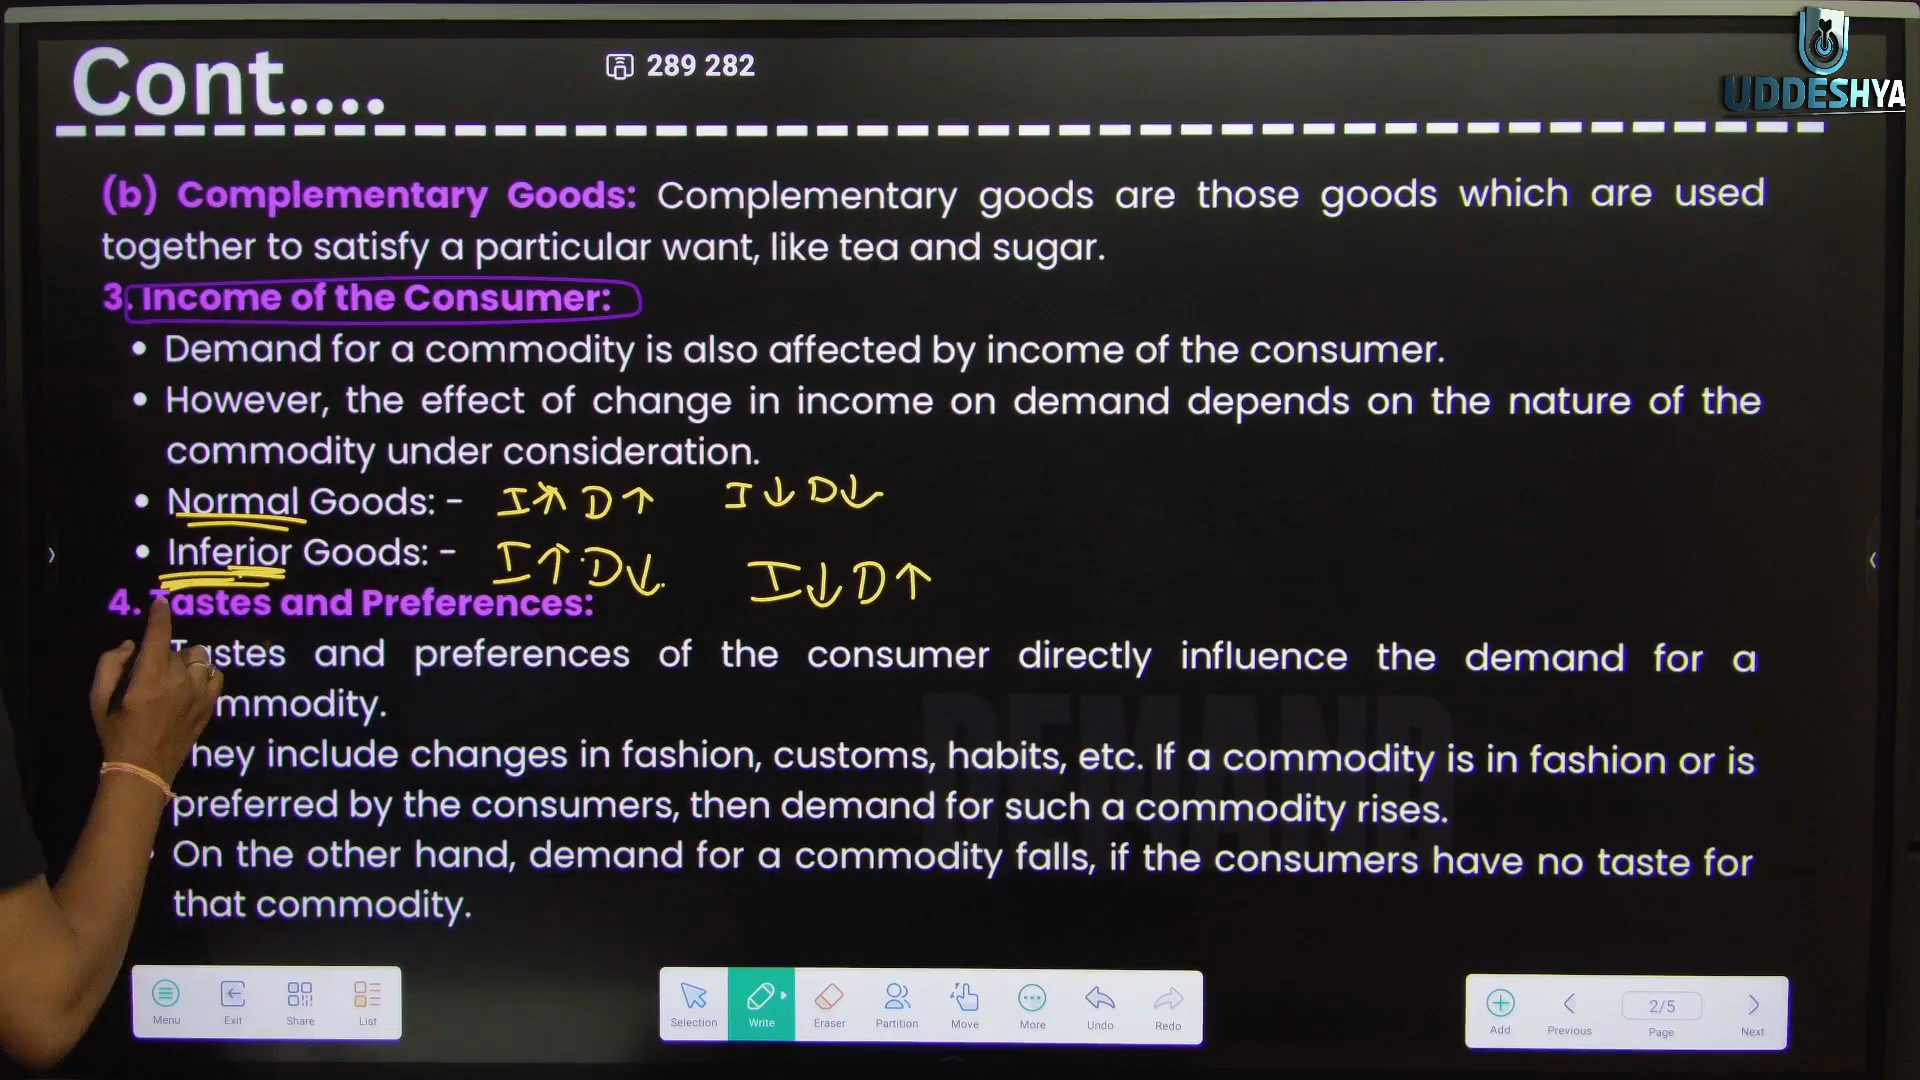 Cont....
289 282
UDDESHYA
(b) Complementary Goods: Complementary goods are those goods which are used
together to satisfy a particular want, like tea and sugar.
3. Income of the Consumer:
• Demand for a commodity is also affected by income of the consumer.
• However, the effect of change in income on demand depends on the nature of the
commodity under consideration.
• Normal Goods: - I↑ D↑ I↓ D↓
• Inferior Goods: - I↑ D↓ I↓ D↑
4. Tastes and Preferences:
Tastes and preferences of the consumer directly influence the demand for a
mmodity.
hey include changes in fashion, customs, habits, etc. If a commodity is in fashion or is
preferred by the consumers, then demand for such a commodity rises.
• On the other hand, demand for a commodity falls, if the consumers have no taste for
that commodity.
DEMAND
Menu Exit Share List
Selection Write Eraser Partition Move More Undo Redo
Add Previous 2/5 Page Next